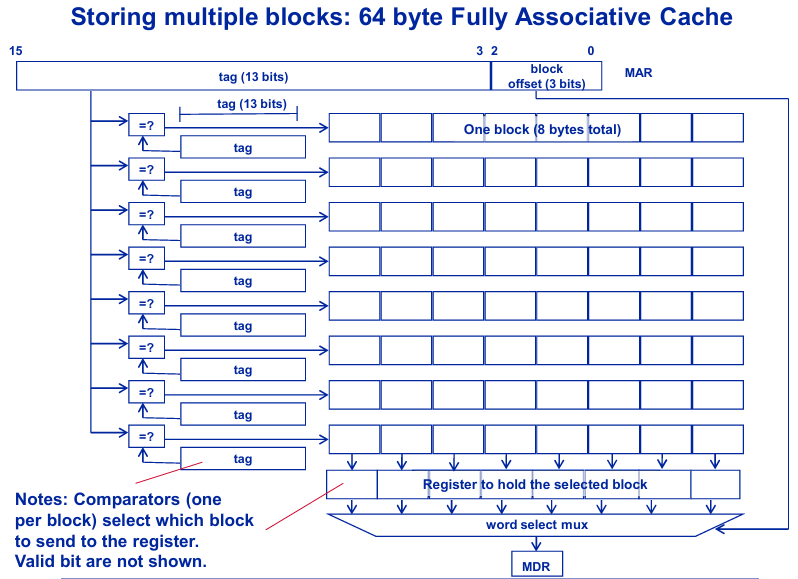 Storing multiple blocks: 64 byte Fully Associative Cache
15 3 2 0
tag (13 bits)
block
offset (3 bits)
MAR
tag (13 bits)
=?
One block (8 bytes total)
tag
=?
tag
=?
tag
=?
tag
=?
tag
=?
tag
=?
tag
=?
tag
Register to hold the selected block
Notes: Comparators (one
per block) select which block
to send to the register.
Valid bit are not shown.
word select mux
MDR